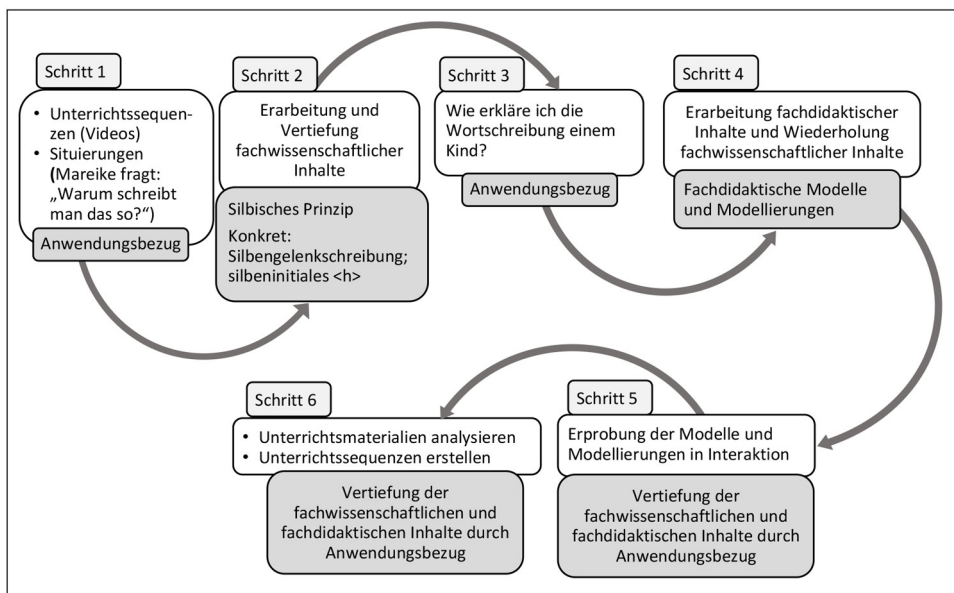 Schritt 1
• Unterrichtssequen-
zen (Videos)
• Situierungen
(Mareike fragt:
„Warum schreibt
man das so?“)
Anwendungsbezug
Schritt 2
Erarbeitung und
Vertiefung
fachwissenschaftlicher
Inhalte
Silbisches Prinzip
Konkret:
Silbengelenkschreibung;
silbeninitiales <h>
Schritt 3
Wie erkläre ich die
Wortschreibung einem
Kind?
Anwendungsbezug
Schritt 4
Erarbeitung fachdidaktischer
Inhalte und Wiederholung
fachwissenschaftlicher Inhalte
Fachdidaktische Modelle
und Modellierungen
Schritt 5
Erprobung der Modelle und
Modellierungen in Interaktion
Vertiefung der
fachwissenschaftlichen und
fachdidaktischen Inhalte durch
Anwendungsbezug
Schritt 6
• Unterrichtsmaterialien analysieren
• Unterrichtssequenzen erstellen
Vertiefung der
fachwissenschaftlichen und
fachdidaktischen Inhalte durch
Anwendungsbezug